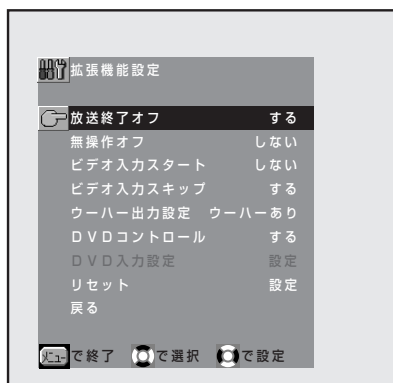 拡張機能設定
放送終了オフ する
無操作オフ しない
ビデオ入力スタート しない
ビデオ入力スキップ する
ウーハー出力設定 ウーハーあり
DVDコントロール する
DVD入力設定 設定
リセット 設定
戻る
メニューで終了 で選択 で設定